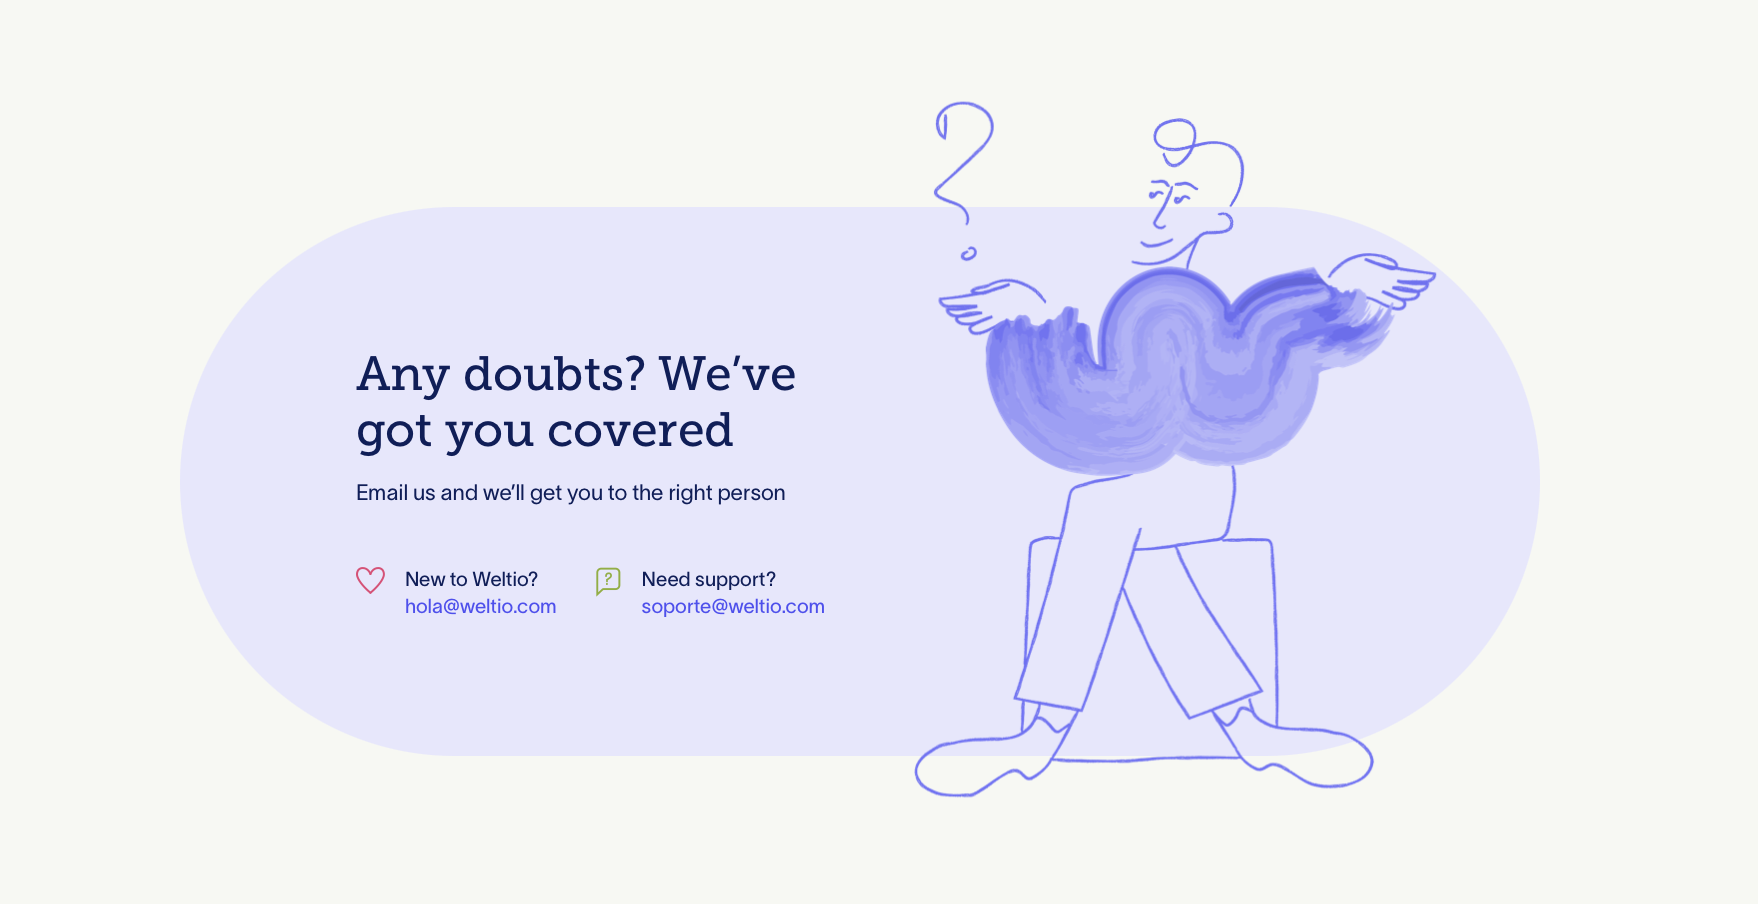 Any doubts? We’ve
got you covered
Email us and we’ll get you to the right person
New to Weltio?
hola@weltio.com
Need support?
soporte@weltio.com